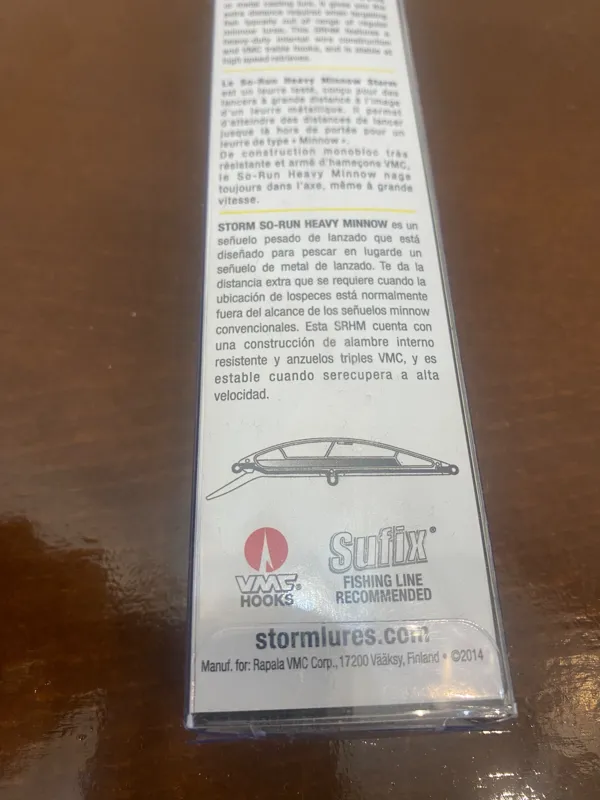 or metal casting lure. It gives you the
extra distance required when targeting
fish typically out of range of regular
minnow lures. This SRHM features a
heavy-duty internal wire construction
and VMC treble hooks, and is stable at
high speed retrieves.
Le So-Run Heavy Minnow Storm
est un leurre lesté, conçu pour des
lancers à grande distance à l'image
d'un leurre métallique. Il permet
d'atteindre des distances de lancer
jusque là hors de portée pour un
leurre de type « Minnow ».
De construction monobloc très
résistante et armé d'hameçons VMC,
le So-Run Heavy Minnow nage
toujours dans l'axe, même à grande
vitesse.
STORM SO-RUN HEAVY MINNOW es un
señuelo pesado de lanzado que está
diseñado para pescar en lugarde un
señuelo de metal de lanzado. Te da la
distancia extra que se requiere cuando la
ubicación de lospeces está normalmente
fuera del alcance de los señuelos minnow
convencionales. Esta SRHM cuenta con
una construcción de alambre interno
resistente y anzuelos triples VMC, y es
estable cuando serecupera a alta
velocidad.
VMC®
HOOKS
Sufix®
FISHING LINE
RECOMMENDED
stormlures.com
Manuf. for: Rapala VMC Corp., 17200 Vääksy, Finland • ©2014